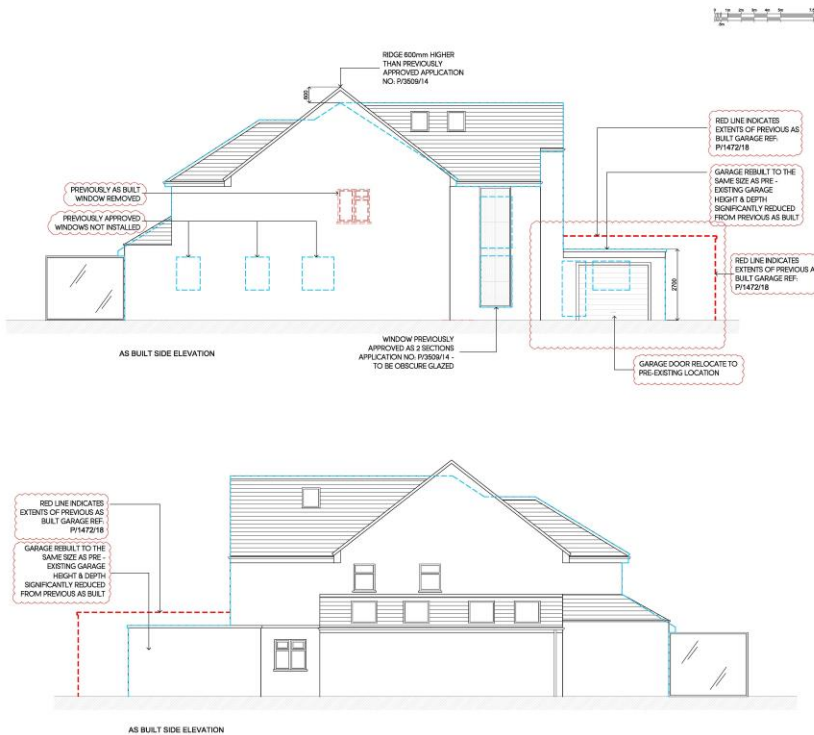 0 1m 2m 3m 4m 5m
RIDGE 600mm HIGHER
THAN PREVIOUSLY
APPROVED APPLICATION
NO: P/3509/14
600
RED LINE INDICATES
EXTENTS OF PREVIOUS AS
BUILT GARAGE REF:
P/1472/18
GARAGE REBUILT TO THE
SAME SIZE AS PRE -
EXISTING GARAGE
HEIGHT & DEPTH
SIGNIFICANTLY REDUCED
FROM PREVIOUS AS BUILT
PREVIOUSLY AS BUILT
WINDOW REMOVED
PREVIOUSLY APPROVED
WINDOWS NOT INSTALLED
RED LINE INDICATES
EXTENTS OF PREVIOUS A
BUILT GARAGE REF:
P/1472/18
2700
AS BUILT SIDE ELEVATION
WINDOW PREVIOUSLY
APPROVED AS 2 SECTIONS
APPLICATION NO: P/3509/14 -
TO BE OBSCURE GLAZED
GARAGE DOOR RELOCATE TO
PRE-EXISTING LOCATION
RED LINE INDICATES
EXTENTS OF PREVIOUS AS
BUILT GARAGE REF:
P/1472/18
GARAGE REBUILT TO THE
SAME SIZE AS PRE -
EXISTING GARAGE
HEIGHT & DEPTH
SIGNIFICANTLY REDUCED
FROM PREVIOUS AS BUILT
AS BUILT SIDE ELEVATION